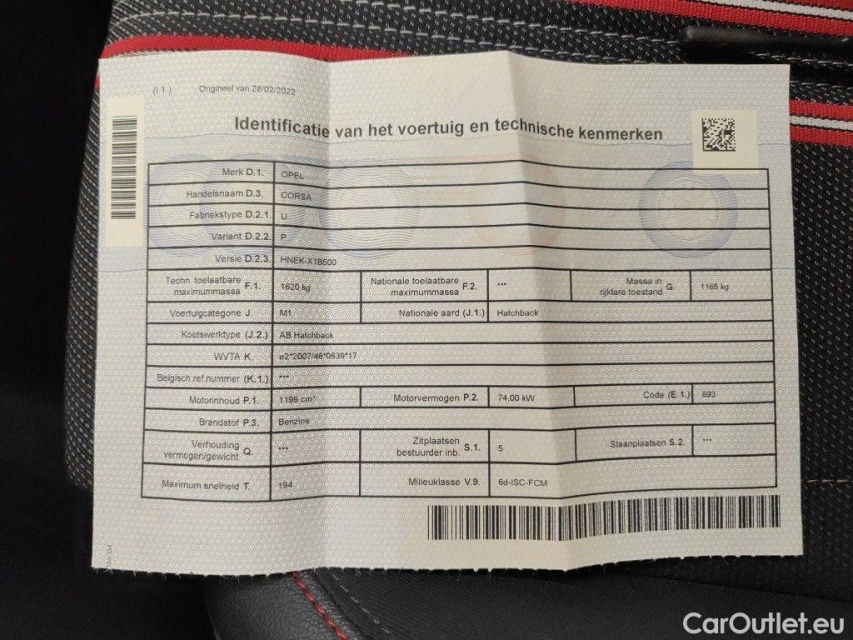 (I.1) Origineel van 28/02/2022
Identificatie van het voertuig en technische kenmerken
Merk D.1. OPEL
Handelsnaam D.3. CORSA
Fabriekstype D.2.1. U
Variant D.2.2. P
Versie D.2.3. HNEK-X1B500
Techn. toelaatbare maximummassa F.1. 1620 kg Nationale toelaatbare maximummassa F.2. --- Massa in rijklare toestand G. 1165 kg
Voertuigcategorie J. M1 Nationale aard (J.1.) Hatchback
Koetswerktype (J.2.) AB Hatchback
WVTA K. e2*2007/46*0639*17
Belgisch ref.nummer (K.1.) ---
Motorinhoud P.1. 1199 cm³ Motorvermogen P.2. 74,00 kW Code (E.1.) 693
Brandstof P.3. Benzine
Verhouding vermogen/gewicht Q. --- Zitplaatsen bestuurder inb. S.1. 5 Staanplaatsen S.2. ---
Maximum snelheid T. 194 Milieuklasse V.9. 6d-ISC-FCM
CarOutlet.eu